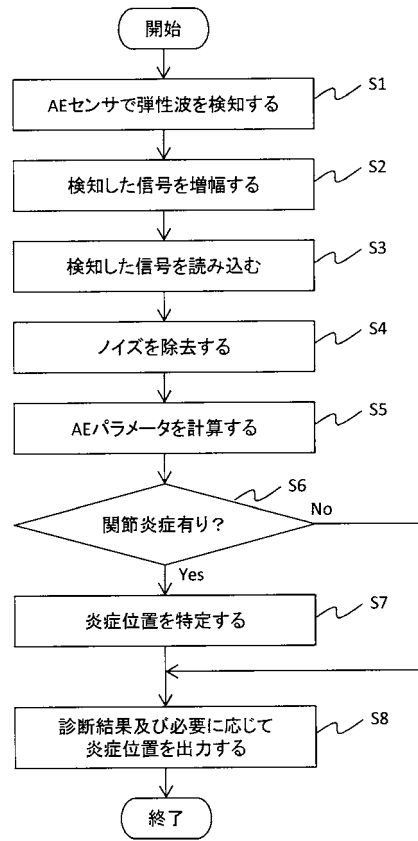 開始
AEセンサで弾性波を検知する
S1
検知した信号を増幅する
S2
検知した信号を読み込む
S3
ノイズを除去する
S4
AEパラメータを計算する
S5
関節炎症有り?
S6
No
Yes
炎症位置を特定する
S7
診断結果及び必要に応じて
炎症位置を出力する
S8
終了